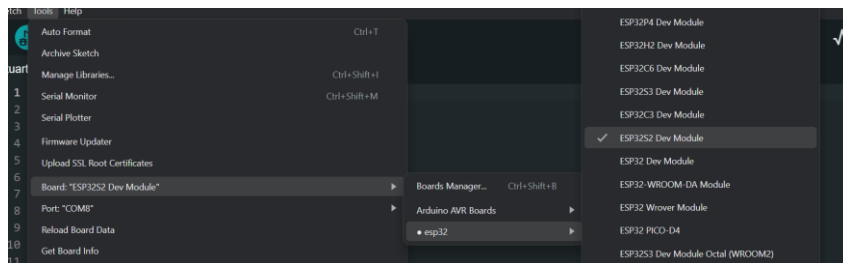 Tools Help
Auto Format Ctrl+T
Archive Sketch
Manage Libraries... Ctrl+Shift+I
Serial Monitor Ctrl+Shift+M
Serial Plotter
Firmware Updater
Upload SSL Root Certificates
Board: "ESP32S2 Dev Module"
Port: "COM8"
Reload Board Data
Get Board Info
uart
1
2
3
4
5
6
7
8
9
10
11
Boards Manager... Ctrl+Shift+B
Arduino AVR Boards
● esp32
ESP32P4 Dev Module
ESP32H2 Dev Module
ESP32C6 Dev Module
ESP32S3 Dev Module
ESP32C3 Dev Module
✓ ESP32S2 Dev Module
ESP32 Dev Module
ESP32-WROOM-DA Module
ESP32 Wrover Module
ESP32 PICO-D4
ESP32S3 Dev Module Octal (WROOM2)